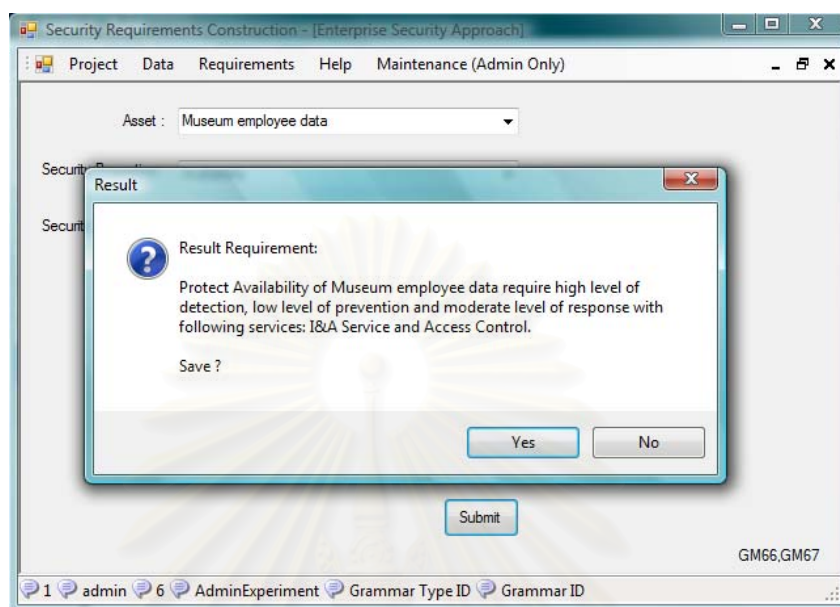 Security Requirements Construction - [Enterprise Security Approach]
Project Data Requirements Help Maintenance (Admin Only)
Asset : Museum employee data
Result
Result Requirement:
Protect Availability of Museum employee data require high level of
detection, low level of prevention and moderate level of response with
following services: I&A Service and Access Control.
Save ?
Yes No
Submit
GM66,GM67
1 admin 6 AdminExperiment Grammar Type ID Grammar ID